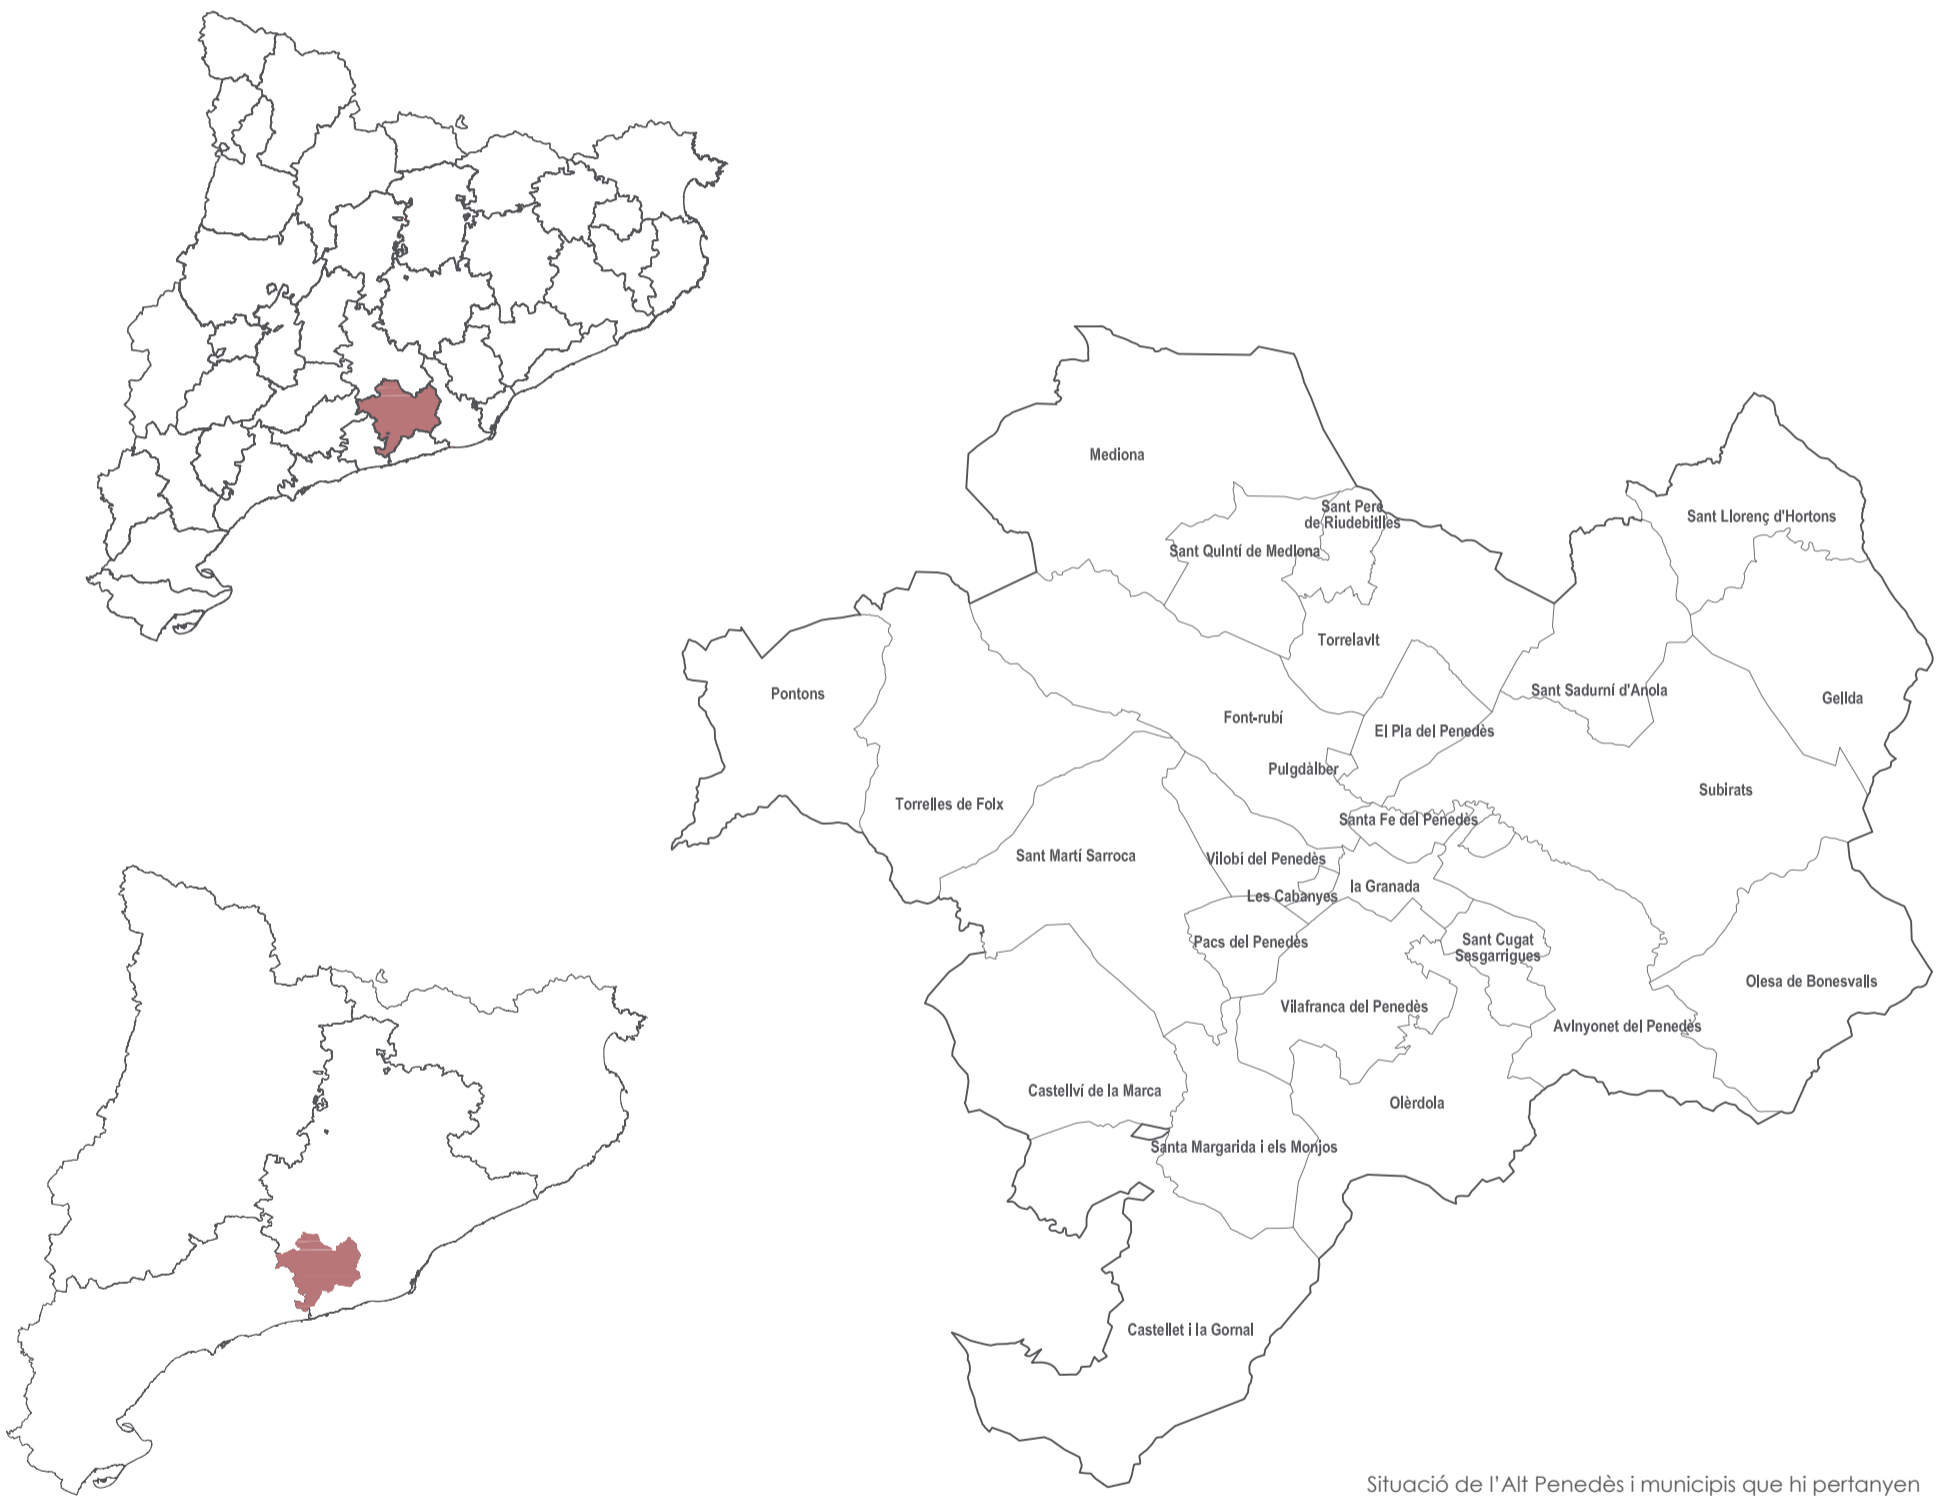 Mediona
Sant Pere
de Riudebitlles
Sant Llorenç d'Hortons
Sant Quintí de Mediona
Torrelavit
Pontons
Sant Sadurní d'Anoia
Gelida
Font-rubí
El Pla del Penedès
Puigdàlber
Subirats
Torrelles de Foix
Santa Fe del Penedès
Sant Martí Sarroca
Vilobí del Penedès
la Granada
Les Cabanyes
Pacs del Penedès
Sant Cugat
Sesgarrigues
Olesa de Bonesvalls
Vilafranca del Penedès
Avinyonet del Penedès
Castellví de la Marca
Olèrdola
Santa Margarida i els Monjos
Castellet i la Gornal
Situació de l'Alt Penedès i municipis que hi pertanyen